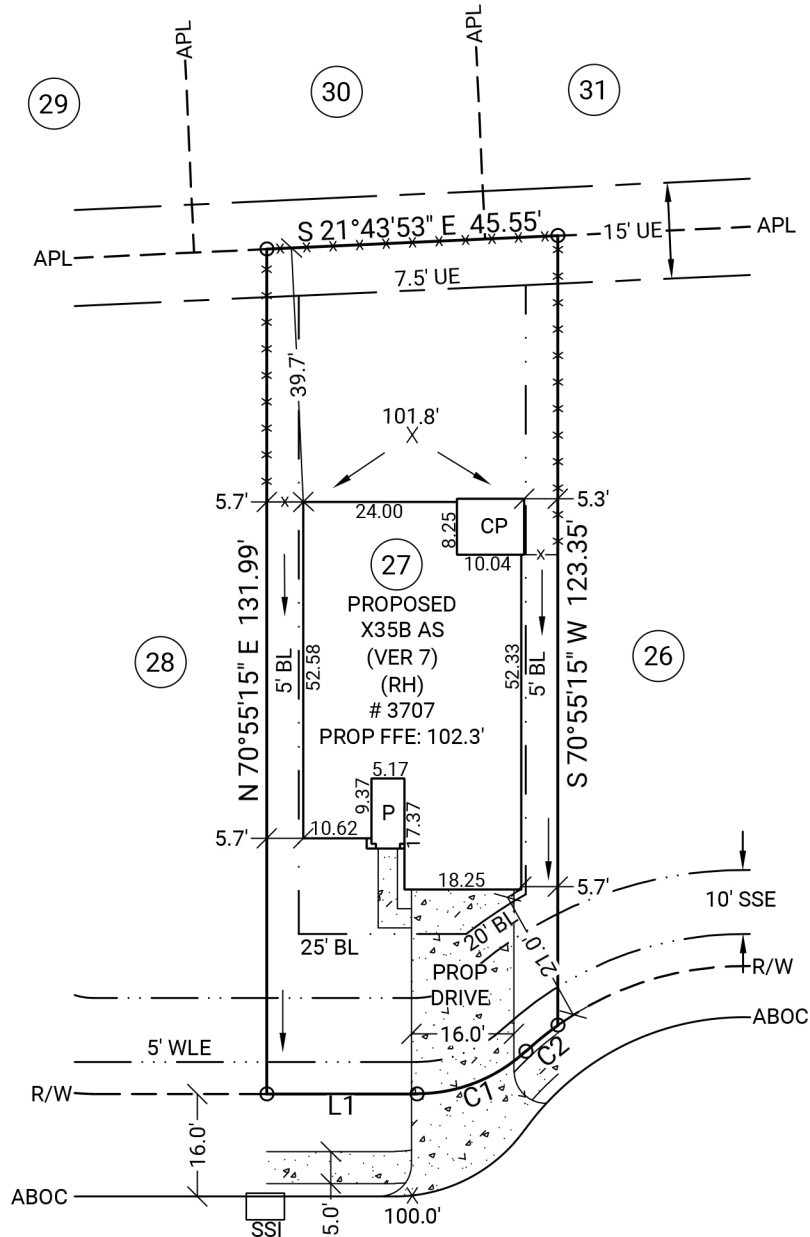 APL
APL
29
30
31
S 21°43'53" E 45.55'
15' UE
APL
APL
7.5' UE
39.7'
101.8'
X
5.7'
X
5.3'
24.00
8.25
CP
10.04
X
27
PROPOSED
X35B AS
(VER 7)
(RH)
# 3707
PROP FFE: 102.3'
N 70°55'15" E 131.99'
S 70°55'15" W 123.35'
28
26
5' BL
52.58
52.33
5' BL
5.17
9.37
P
17.37
10.62
5.7'
18.25
5.7'
10' SSE
25' BL
20' BL
21.0'
R/W
PROP
DRIVE
ABOC
16.0'
5' WLE
C2
C1
R/W
L1
16.0'
ABOC
SSI
5.0'
100.0'